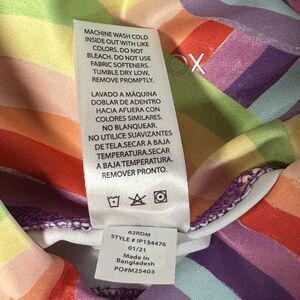 MACHINE WASH COLD
INSIDE OUT WITH LIKE
COLORS. DO NOT
BLEACH. DO NOT USE
FABRIC SOFTENERS.
TUMBLE DRY LOW,
REMOVE PROMPTLY.
OX
LAVADO A MÁQUINA
DOBLAR DE ADENTRO
HACIA AFUERA CON
COLORES SIMILARES.
NO BLANQUEAR.
NO UTILICE SUAVIZANTES
DE TELA.SECAR A BAJA
TEMPERATURA.SECAR
A BAJA TEMPERATURA.
REMOVER PRONTO.
62RDM
STYLE # IP134476
01/21
Made in
Bangladesh
PO#M25403